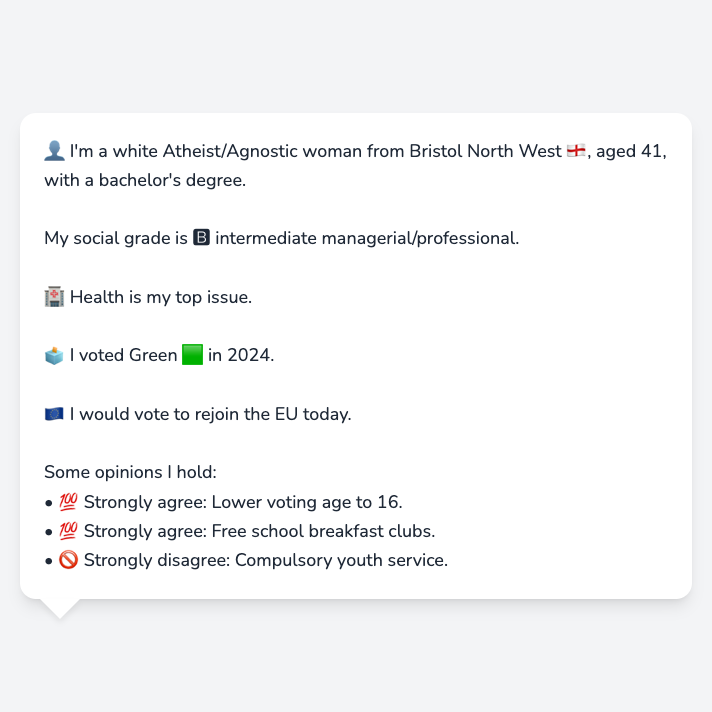 👤 I'm a white Atheist/Agnostic woman from Bristol North West 🏴󠁧󠁢󠁥󠁮󠁧󠁿, aged 41,
with a bachelor's degree.
My social grade is 🅱 intermediate managerial/professional.
🏥 Health is my top issue.
🗳️ I voted Green 🟩 in 2024.
🇪🇺 I would vote to rejoin the EU today.
Some opinions I hold:
• 💯 Strongly agree: Lower voting age to 16.
• 💯 Strongly agree: Free school breakfast clubs.
• 🚫 Strongly disagree: Compulsory youth service.